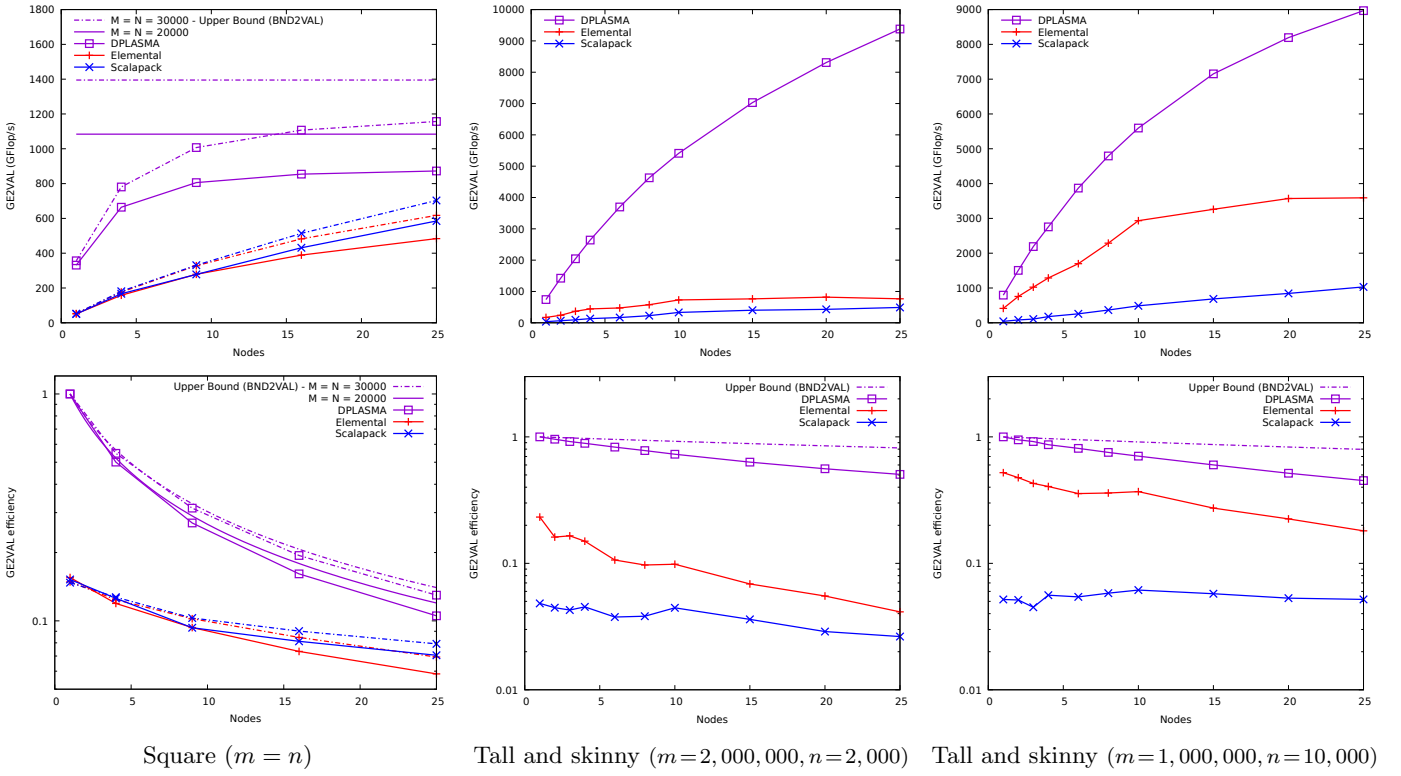 M = N = 30000 - Upper Bound (BND2VAL)
M = N = 20000
DPLASMA
Elemental
Scalapack
GE2VAL (GFlop/s)
1800
1600
1400
1200
1000
800
600
400
200
0
0 5 10 15 20 25
Nodes
DPLASMA
Elemental
Scalapack
GE2VAL (GFlop/s)
10000
9000
8000
7000
6000
5000
4000
3000
2000
1000
0
0 5 10 15 20 25
Nodes
DPLASMA
Elemental
Scalapack
GE2VAL (GFlop/s)
9000
8000
7000
6000
5000
4000
3000
2000
1000
0
0 5 10 15 20 25
Nodes
Upper Bound (BND2VAL) - M = N = 30000
M = N = 20000
DPLASMA
Elemental
Scalapack
GE2VAL efficiency
1
0.1
0 5 10 15 20 25
Nodes
Square (m = n)
Upper Bound (BND2VAL)
DPLASMA
Elemental
Scalapack
GE2VAL efficiency
1
0.1
0.01
0 5 10 15 20 25
Nodes
Tall and skinny (m=2,000,000, n=2,000)
Upper Bound (BND2VAL)
DPLASMA
Elemental
Scalapack
GE2VAL efficiency
1
0.1
0.01
0 5 10 15 20 25
Nodes
Tall and skinny (m=1,000,000, n=10,000)